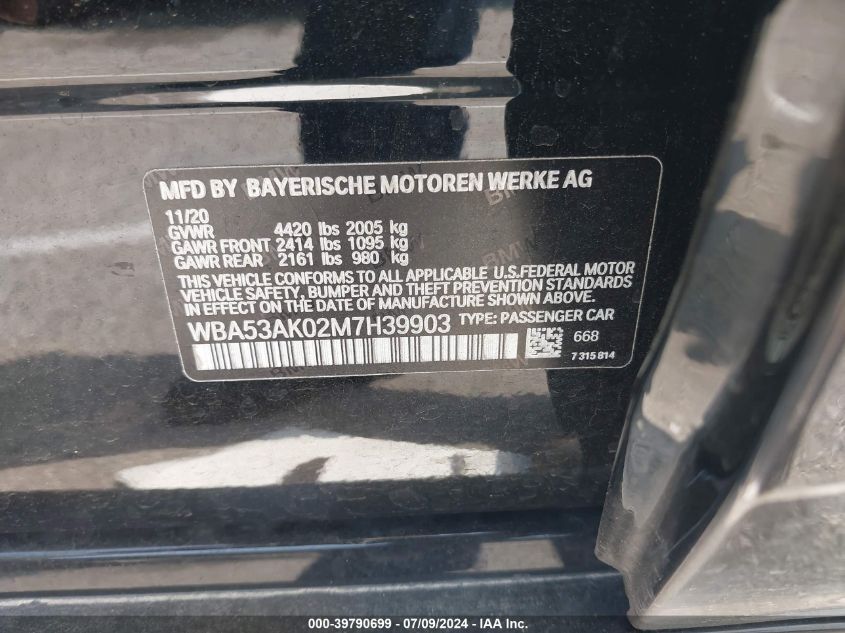 MFD BY BAYERISCHE MOTOREN WERKE AG
11/20
GVWR 4420 lbs 2005 kg
GAWR FRONT 2414 lbs 1095 kg
GAWR REAR 2161 lbs 980 kg
THIS VEHICLE CONFORMS TO ALL APPLICABLE U.S.FEDERAL MOTOR
VEHICLE SAFETY, BUMPER AND THEFT PREVENTION STANDARDS
IN EFFECT ON THE DATE OF MANUFACTURE SHOWN ABOVE.
WBA53AK02M7H39903 TYPE: PASSENGER CAR
668
7 315 814
000-39790699 - 07/09/2024 - IAAI.com